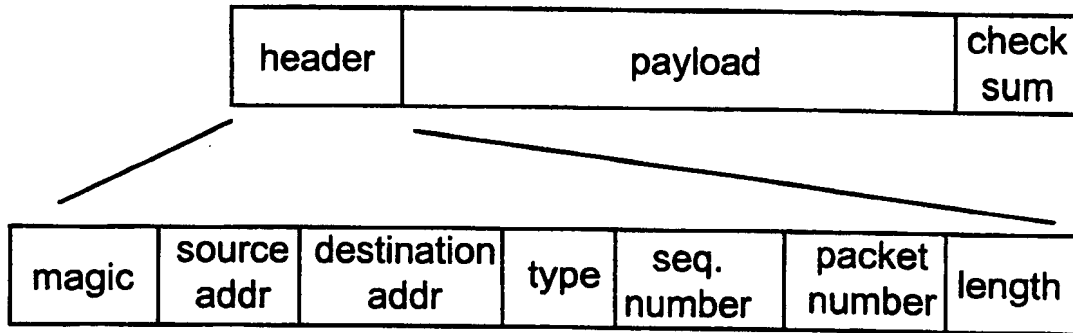 header
payload
check
sum
magic
source
addr
destination
addr
type
seq.
number
packet
number
length